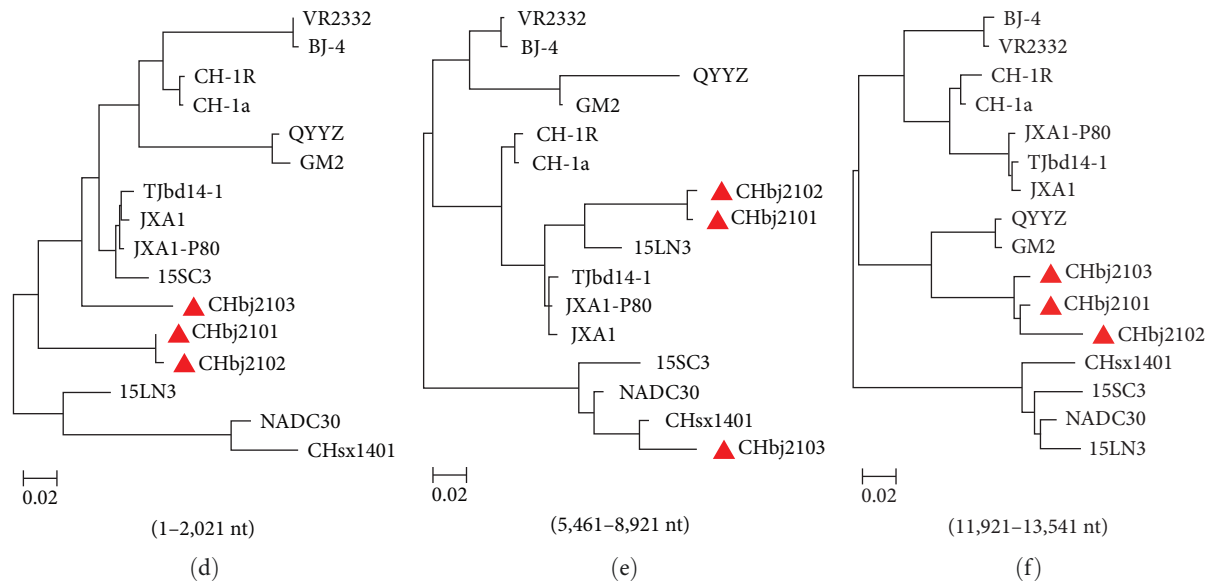 VR2332
BJ-4
CH-1R
CH-1a
QYYZ
GM2
TJbd14-1
JXA1
JXA1-P80
15SC3
CHbj2103
CHbj2101
CHbj2102
15LN3
NADC30
CHsx1401
0.02
(1–2,021 nt)
(d)
VR2332
BJ-4
QYYZ
GM2
CH-1R
CH-1a
CHbj2102
CHbj2101
15LN3
TJbd14-1
JXA1-P80
JXA1
15SC3
NADC30
CHsx1401
CHbj2103
0.02
(5,461–8,921 nt)
(e)
BJ-4
VR2332
CH-1R
CH-1a
JXA1-P80
TJbd14-1
JXA1
QYYZ
GM2
CHbj2103
CHbj2101
CHbj2102
CHsx1401
15SC3
NADC30
15LN3
0.02
(11,921–13,541 nt)
(f)